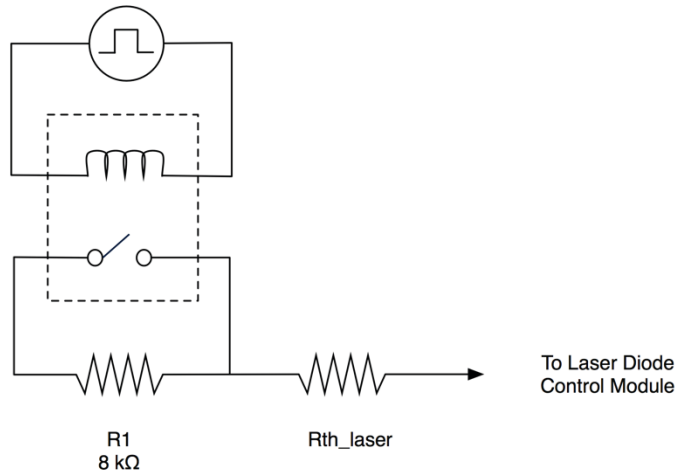 To Laser Diode
Control Module
R1
8 kΩ
Rth_laser